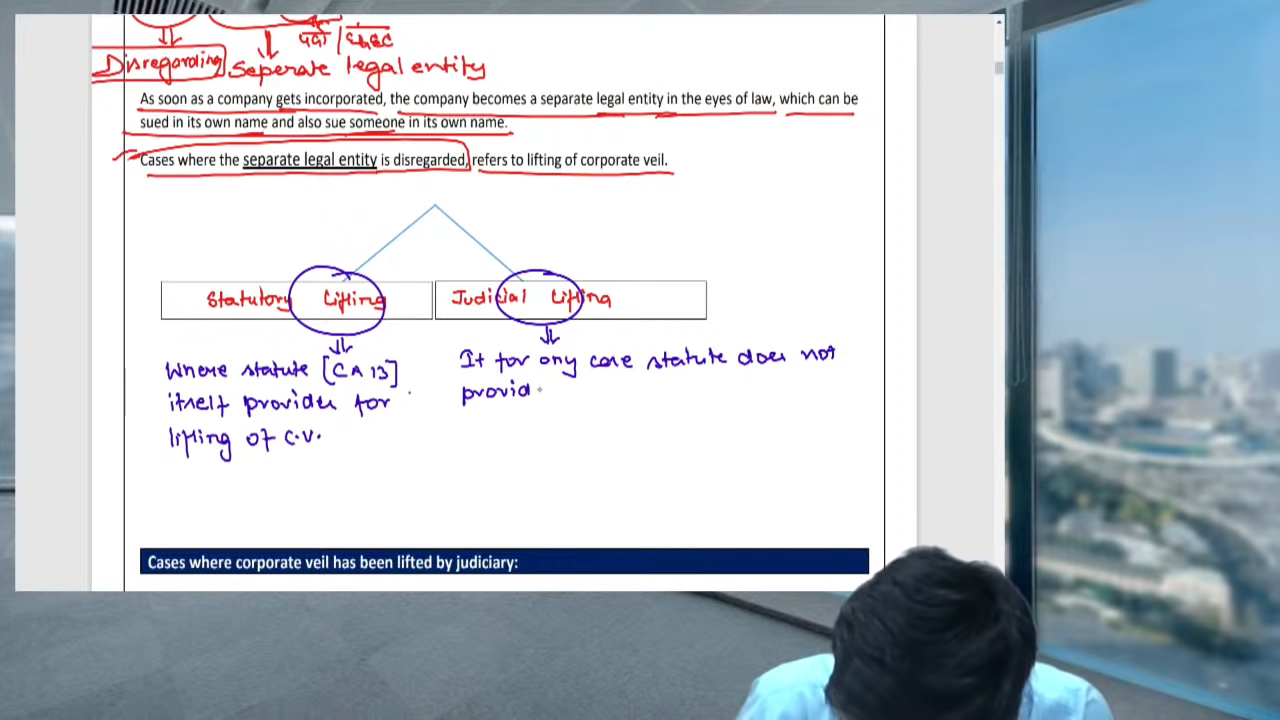 Disregarding Seperate legal entity
As soon as a company gets incorporated, the company becomes a separate legal entity in the eyes of law, which can be
sued in its own name and also sue someone in its own name.
Cases where the separate legal entity is disregarded, refers to lifting of corporate veil.
Statutory Lifting Judicial Lifting
Where statute [CA 13]
itself provides for
lifting of C.V.
If for any case statute does not
provid
Cases where corporate veil has been lifted by judiciary: